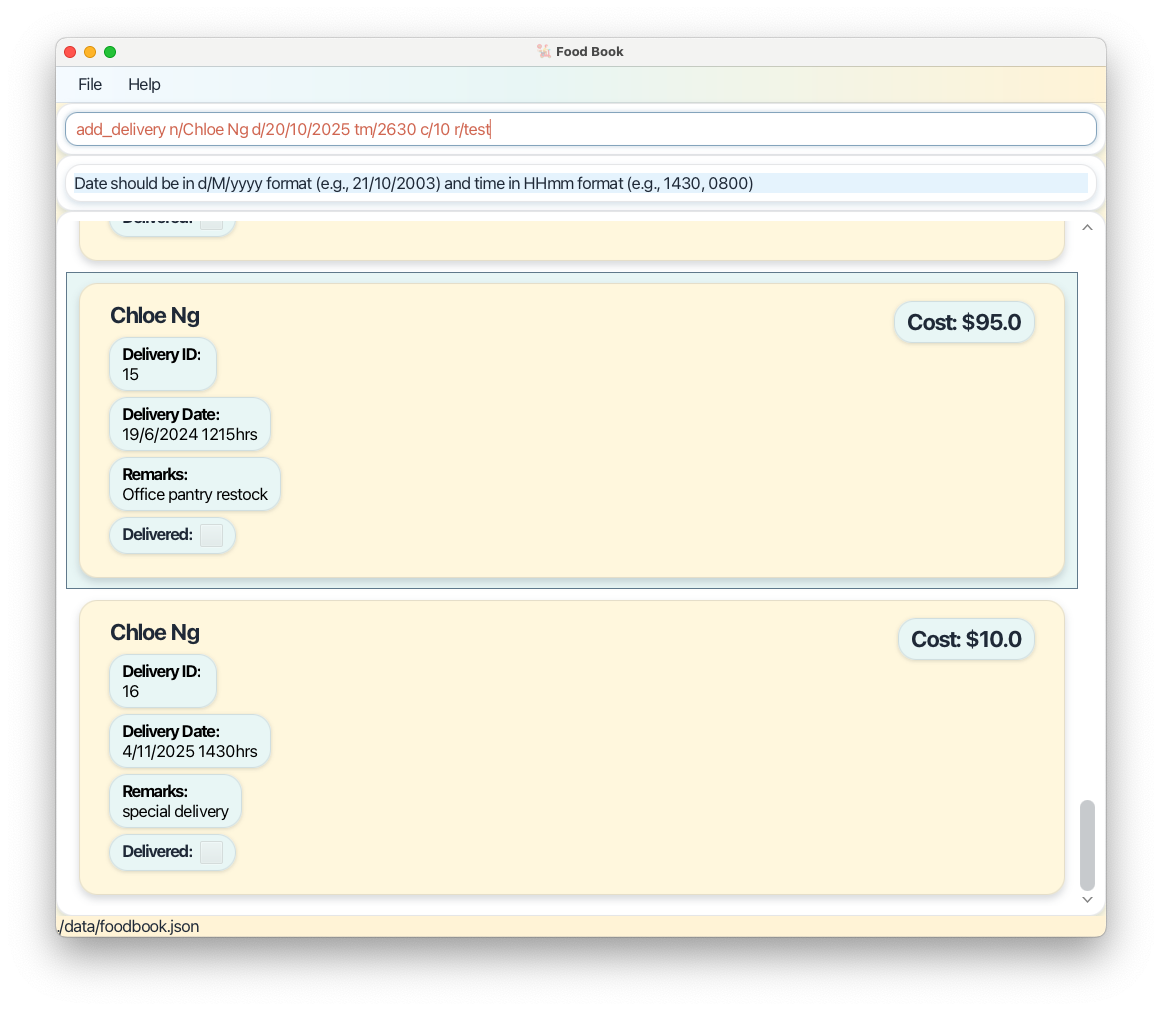 Food Book
File Help
add_delivery n/Chloe Ng d/20/10/2025 tm/2630 c/10 r/test
Date should be in d/M/yyyy format (e.g., 21/10/2003) and time in HHmm format (e.g., 1430, 0800)
Delivered:
Chloe Ng
Cost: $95.0
Delivery ID:
15
Delivery Date:
19/6/2024 1215hrs
Remarks:
Office pantry restock
Delivered:
Chloe Ng
Cost: $10.0
Delivery ID:
16
Delivery Date:
4/11/2025 1430hrs
Remarks:
special delivery
Delivered:
./data/foodbook.json